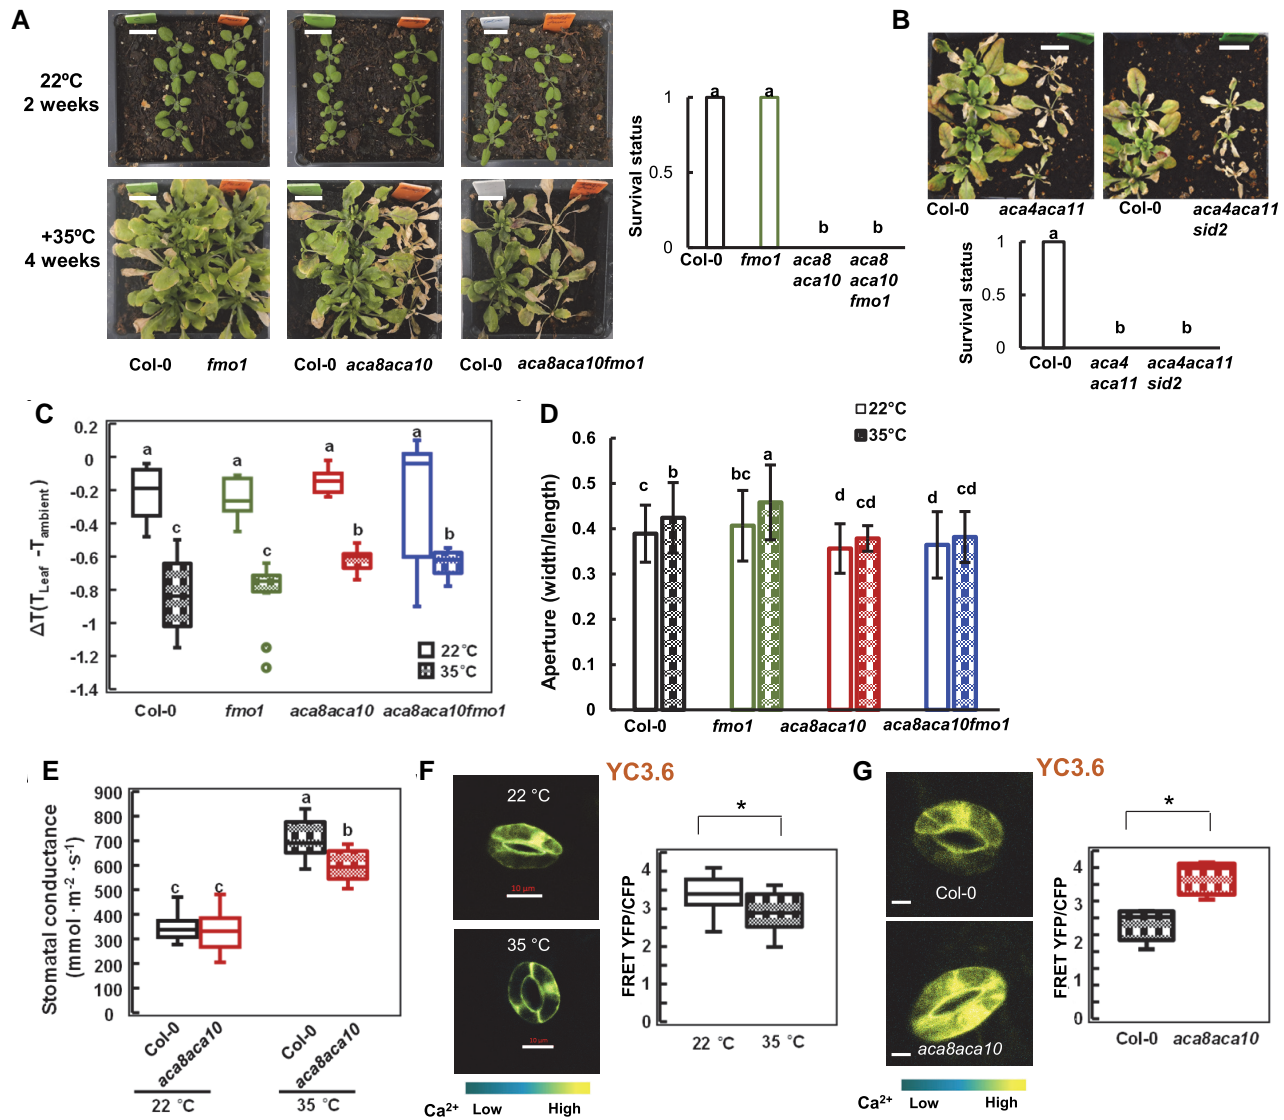 A
22ºC
2 weeks
+35ºC
4 weeks
Col-0 fmo1
Col-0 aca8aca10
Col-0 aca8aca10fmo1
Survival status
1
0.5
0
a
a
b
b
Col-0
fmo1
aca8
aca10
aca8
aca10
fmo1
B
Col-0 aca4aca11
Col-0 aca4aca11
sid2
Survival status
1
0.5
0
a
b
b
Col-0
aca4
aca11
aca4aca11
sid2
C
ΔT(TLeaf -Tambient)
0.2
0
-0.2
-0.4
-0.6
-0.8
-1
-1.2
-1.4
a
c
a
c
a
b
a
b
22°C
35°C
Col-0
fmo1
aca8aca10
aca8aca10fmo1
D
22°C
35°C
Aperture (width/length)
0.6
0.5
0.4
0.3
0.2
0.1
0
c
b
bc
a
d
cd
d
cd
Col-0
fmo1
aca8aca10
aca8aca10fmo1
E
Stomatal conductance
(mmol·m-2·s-1)
900
800
700
600
500
400
300
200
100
0
c
c
a
b
Col-0
aca8aca10
Col-0
aca8aca10
22 °C
35 °C
F
YC3.6
22 °C
10 µm
35 °C
10 µm
FRET YFP/CFP
4
3
2
1
0
*
22 °C
35 °C
Ca2+ Low High
G
YC3.6
Col-0
aca8aca10
FRET YFP/CFP
4
3
2
1
0
*
Col-0
aca8aca10
Ca2+ Low High